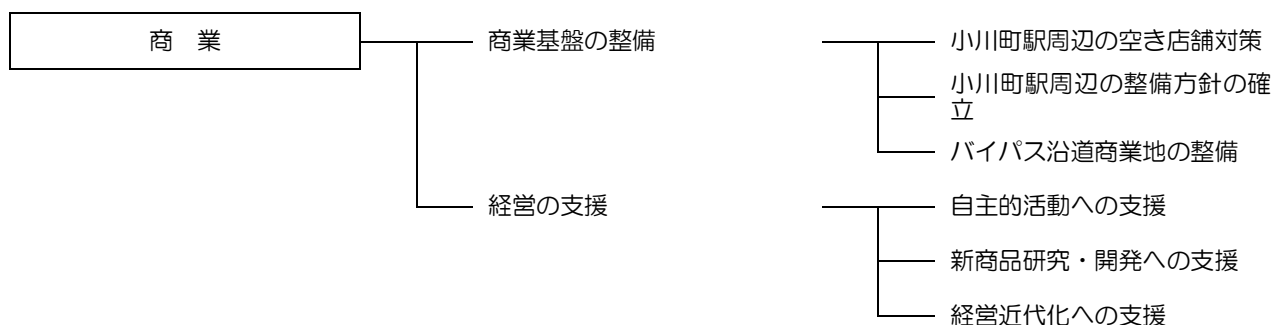 商　業
商業基盤の整備
小川町駅周辺の空き店舗対策
小川町駅周辺の整備方針の確
立
バイパス沿道商業地の整備
経営の支援
自主的活動への支援
新商品研究・開発への支援
経営近代化への支援